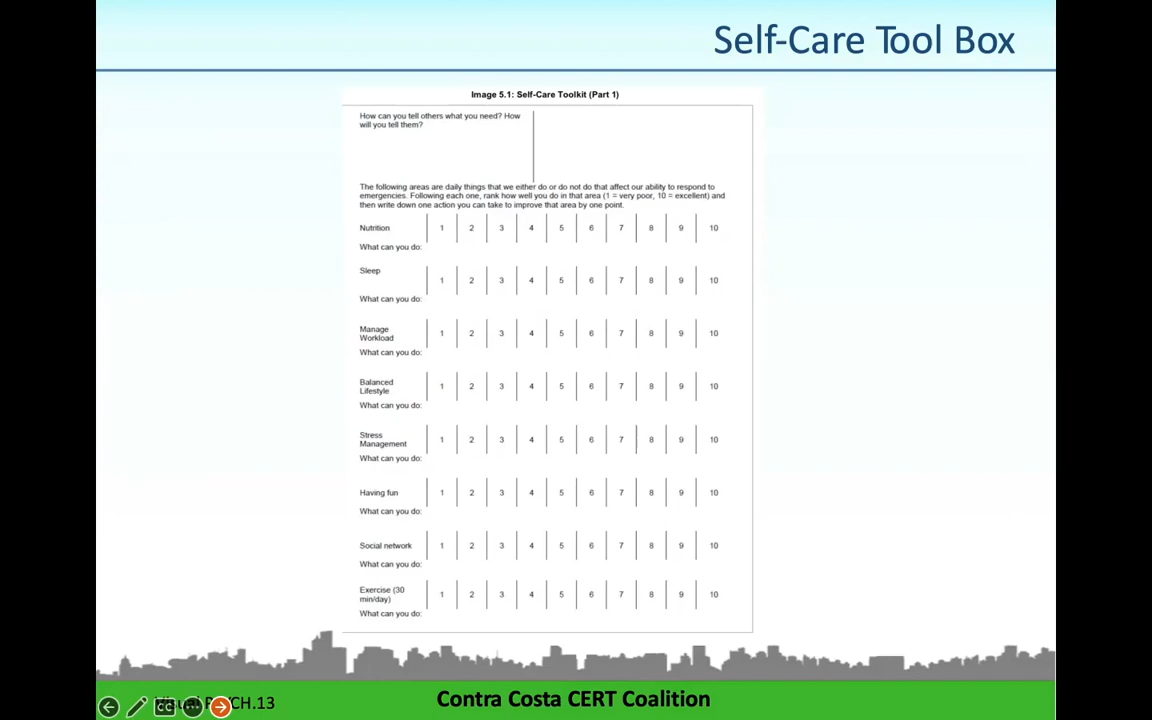 Self-Care Tool Box
Image 5.1: Self-Care Toolkit (Part 1)
How can you tell others what you need? How
will you tell them?
The following areas are daily things that we either do or do not do that affect our ability to respond to
emergencies. Following each one, rank how well you do in that area (1 = very poor, 10 = excellent) and
then write down one action you can take to improve that area by one point.
Nutrition 1 2 3 4 5 6 7 8 9 10
What can you do:
Sleep
1 2 3 4 5 6 7 8 9 10
What can you do:
Manage
Workload 1 2 3 4 5 6 7 8 9 10
What can you do:
Balanced
Lifestyle 1 2 3 4 5 6 7 8 9 10
What can you do:
Stress
Management 1 2 3 4 5 6 7 8 9 10
What can you do:
Having fun 1 2 3 4 5 6 7 8 9 10
What can you do:
Social network 1 2 3 4 5 6 7 8 9 10
What can you do:
Exercise (30
min/day) 1 2 3 4 5 6 7 8 9 10
What can you do:
CC
Contra Costa CERT Coalition